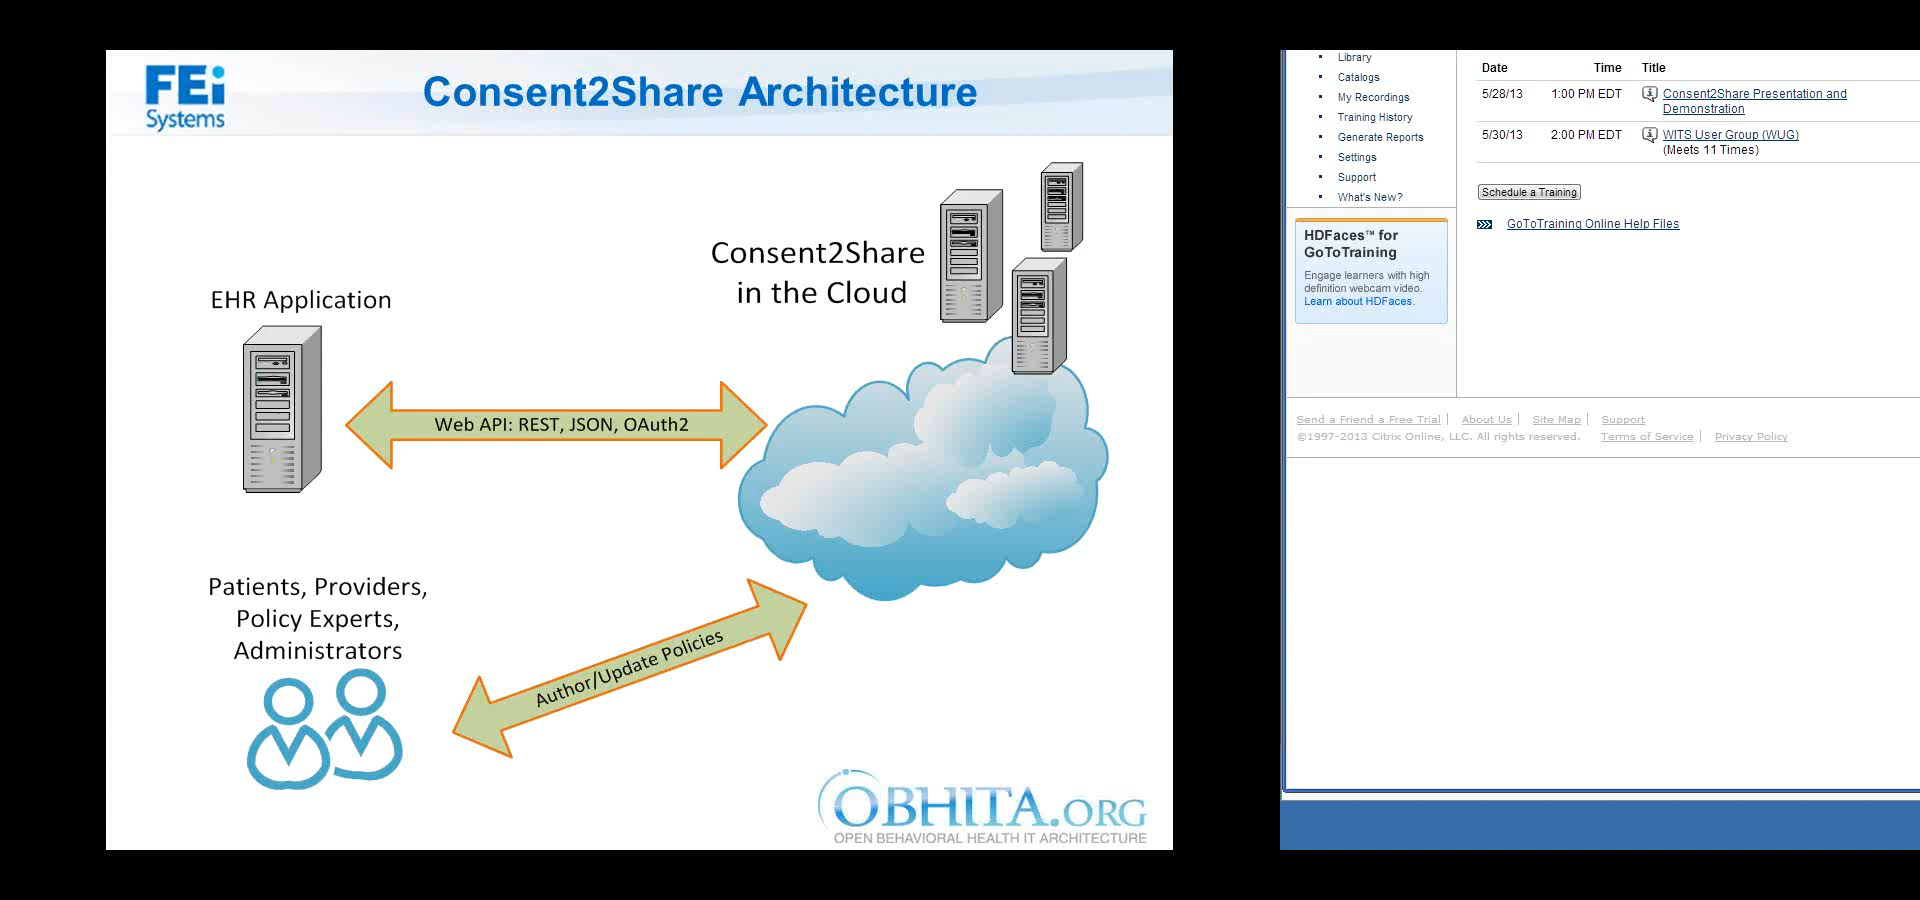 FEi
Systems
Consent2Share Architecture
Consent2Share
in the Cloud
EHR Application
Web API: REST, JSON, OAuth2
Patients, Providers,
Policy Experts,
Administrators
Author/Update Policies
OBHITA.ORG
OPEN BEHAVIORAL HEALTH IT ARCHITECTURE
Library
Catalogs
My Recordings
Training History
Generate Reports
Settings
Support
What's New?
HDFaces™ for
GoToTraining
Engage learners with high
definition webcam video.
Learn about HDFaces.
Date Time Title
5/28/13 1:00 PM EDT Consent2Share Presentation and
Demonstration
5/30/13 2:00 PM EDT WITS User Group (WUG)
(Meets 11 Times)
Schedule a Training
GoToTraining Online Help Files
Send a Friend a Free Trial | About Us | Site Map | Support
©1997-2013 Citrix Online, LLC. All rights reserved. Terms of Service | Privacy Policy